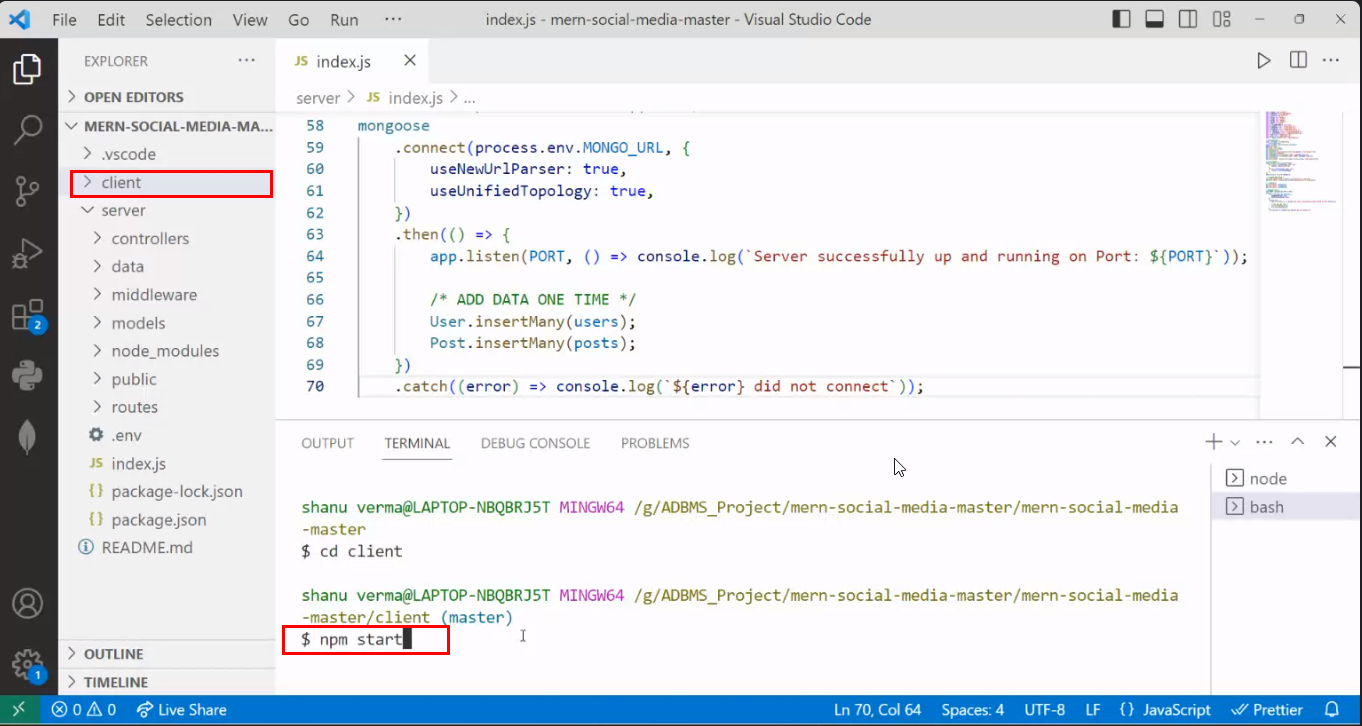 File Edit Selection View Go Run ··· index.js - mern-social-media-master - Visual Studio Code
EXPLORER ···
OPEN EDITORS
MERN-SOCIAL-MEDIA-MA...
.vscode
client
server
controllers
data
middleware
models
node_modules
public
routes
.env
JS index.js
{} package-lock.json
{} package.json
README.md
OUTLINE
TIMELINE
2
1
JS index.js
server > JS index.js > ...
58 mongoose
59 .connect(process.env.MONGO_URL, {
60 useNewUrlParser: true,
61 useUnifiedTopology: true,
62 })
63 .then(() => {
64 app.listen(PORT, () => console.log(`Server successfully up and running on Port: ${PORT}`));
65
66 /* ADD DATA ONE TIME */
67 User.insertMany(users);
68 Post.insertMany(posts);
69 })
70 .catch((error) => console.log(`${error} did not connect`));
OUTPUT TERMINAL DEBUG CONSOLE PROBLEMS
shanu verma@LAPTOP-NBQBRJ5T MINGW64 /g/ADBMS_Project/mern-social-media-master/mern-social-media
-master
$ cd client
shanu verma@LAPTOP-NBQBRJ5T MINGW64 /g/ADBMS_Project/mern-social-media-master/mern-social-media
-master/client (master)
$ npm start
node
bash
0 0 Live Share Ln 70, Col 64 Spaces: 4 UTF-8 LF {} JavaScript Prettier